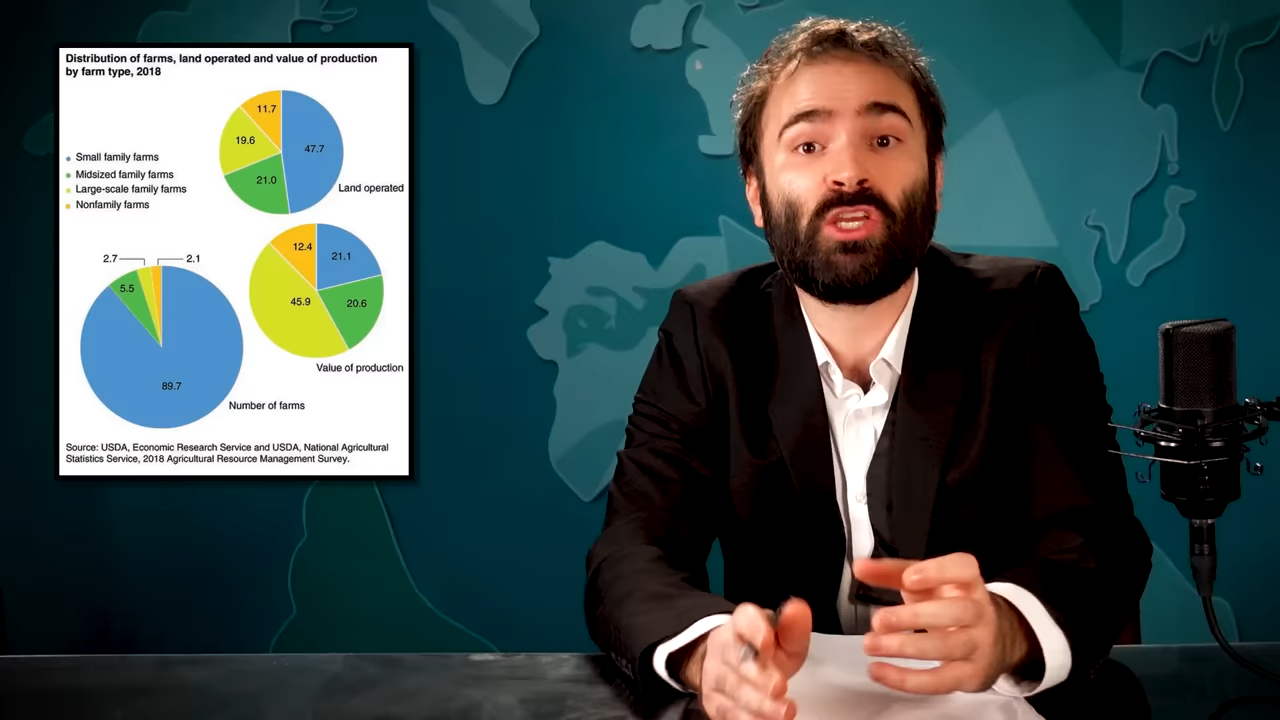 Distribution of farms, land operated and value of production
by farm type, 2018
11.7
19.6
47.7
21.0
Land operated
Small family farms
Midsized family farms
Large-scale family farms
Nonfamily farms
12.4
21.1
45.9
20.6
Value of production
2.7
2.1
5.5
89.7
Number of farms
Source: USDA, Economic Research Service and USDA, National Agricultural
Statistics Service, 2018 Agricultural Resource Management Survey.